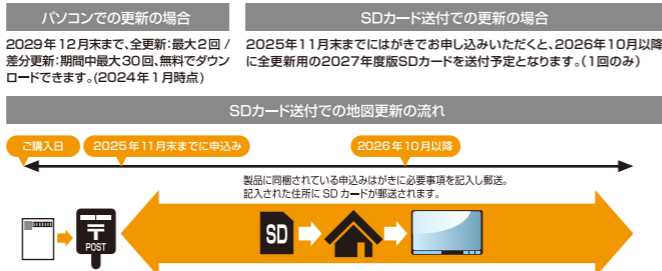 パソコンでの更新の場合
2029年12月末まで、全更新：最大2回 /
差分更新：期間中最大30回、無料でダウン
ロードできます。(2024年1月時点)
SDカード送付での更新の場合
2025年11月末までにはがきでお申し込みいただくと、2026年10月以降
に全更新用の2027年度版SDカードを送付予定となります。（1回のみ）
SDカード送付での地図更新の流れ
ご購入日
2025年11月末までに申込み
2026年10月以降
製品に同梱されている申込みはがきに必要事項を記入し郵送。
記入された住所に SD カードが郵送されます。
〒
POST
SD